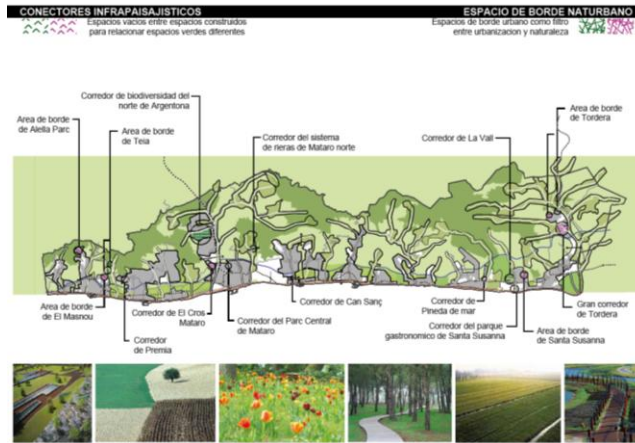 CONECTORES INFRAPAISAJISTICOS
ESPACIO DE BORDE NATURBANO
Espacios vacios entre espacios construidos
para relacionar espacios verdes diferentes
Espacios de borde urbano como filtro
entre urbanizacion y naturaleza
Corredor de biodiversidad del
norte de Argentona
Area de borde
de Alella Parc
Area de borde
de Teia
Corredor del sistema
de rieras de Mataro norte
Corredor de La Vall
Area de borde
de Tordera
Area de borde
de El Masnou
Corredor
de Premia
Corredor de El Cros
Mataro
Corredor del Parc Central
de Mataro
Corredor de Can Sanç
Corredor de
Pineda de mar
Corredor del parque
gastronomico de Santa Susanna
Area de borde
de Santa Susanna
Gran corredor
de Tordera